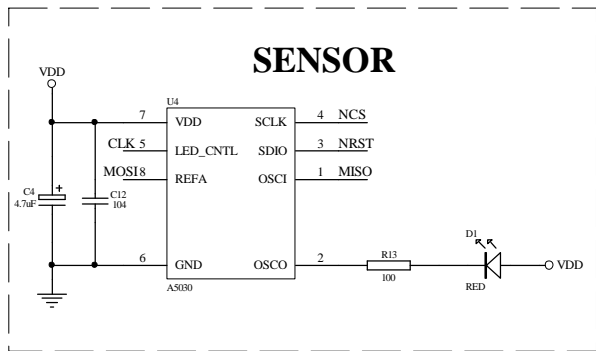 SENSOR
VDD
U4
7 VDD SCLK 4 NCS
CLK 5 LED_CNTL SDIO 3 NRST
MOSI 8 REFA OSCI 1 MISO
C4
4.7uF
+
C12
104
6 GND OSCO 2
A5030
R13
100
D1
RED
VDD